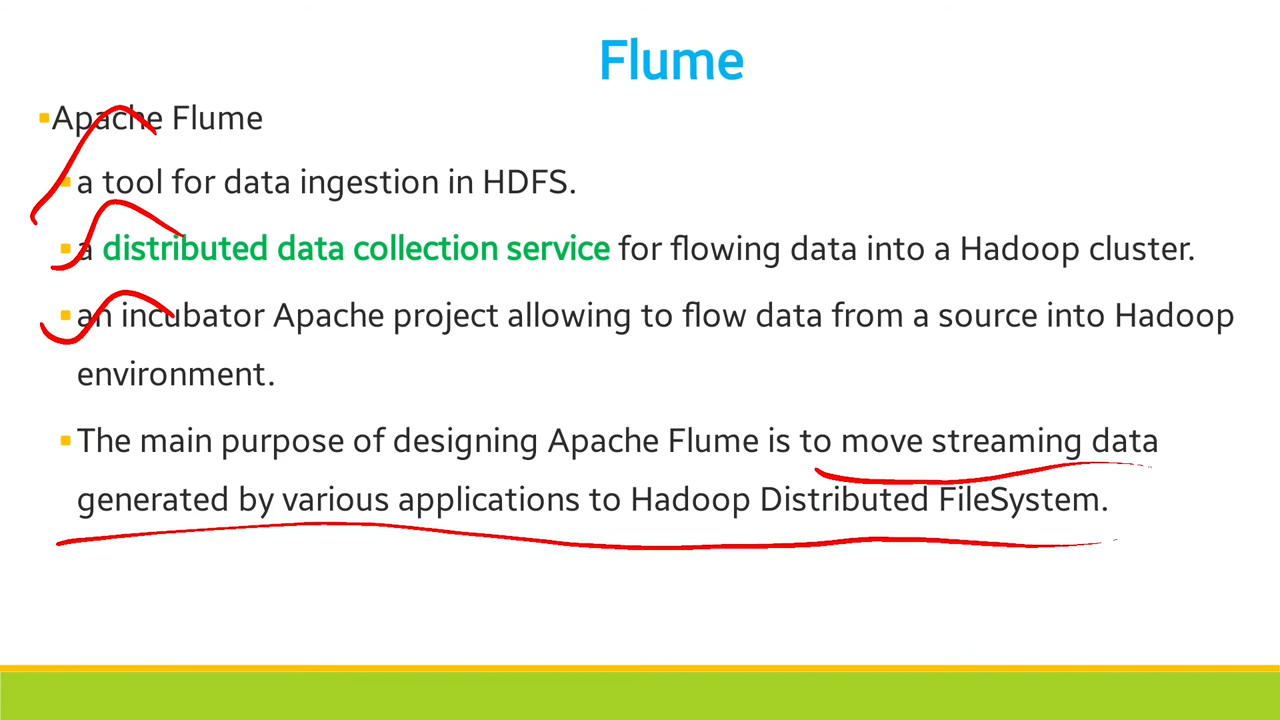 Flume
▪Apache Flume
▪a tool for data ingestion in HDFS.
▪a distributed data collection service for flowing data into a Hadoop cluster.
▪an incubator Apache project allowing to flow data from a source into Hadoop
environment.
▪The main purpose of designing Apache Flume is to move streaming data
generated by various applications to Hadoop Distributed FileSystem.